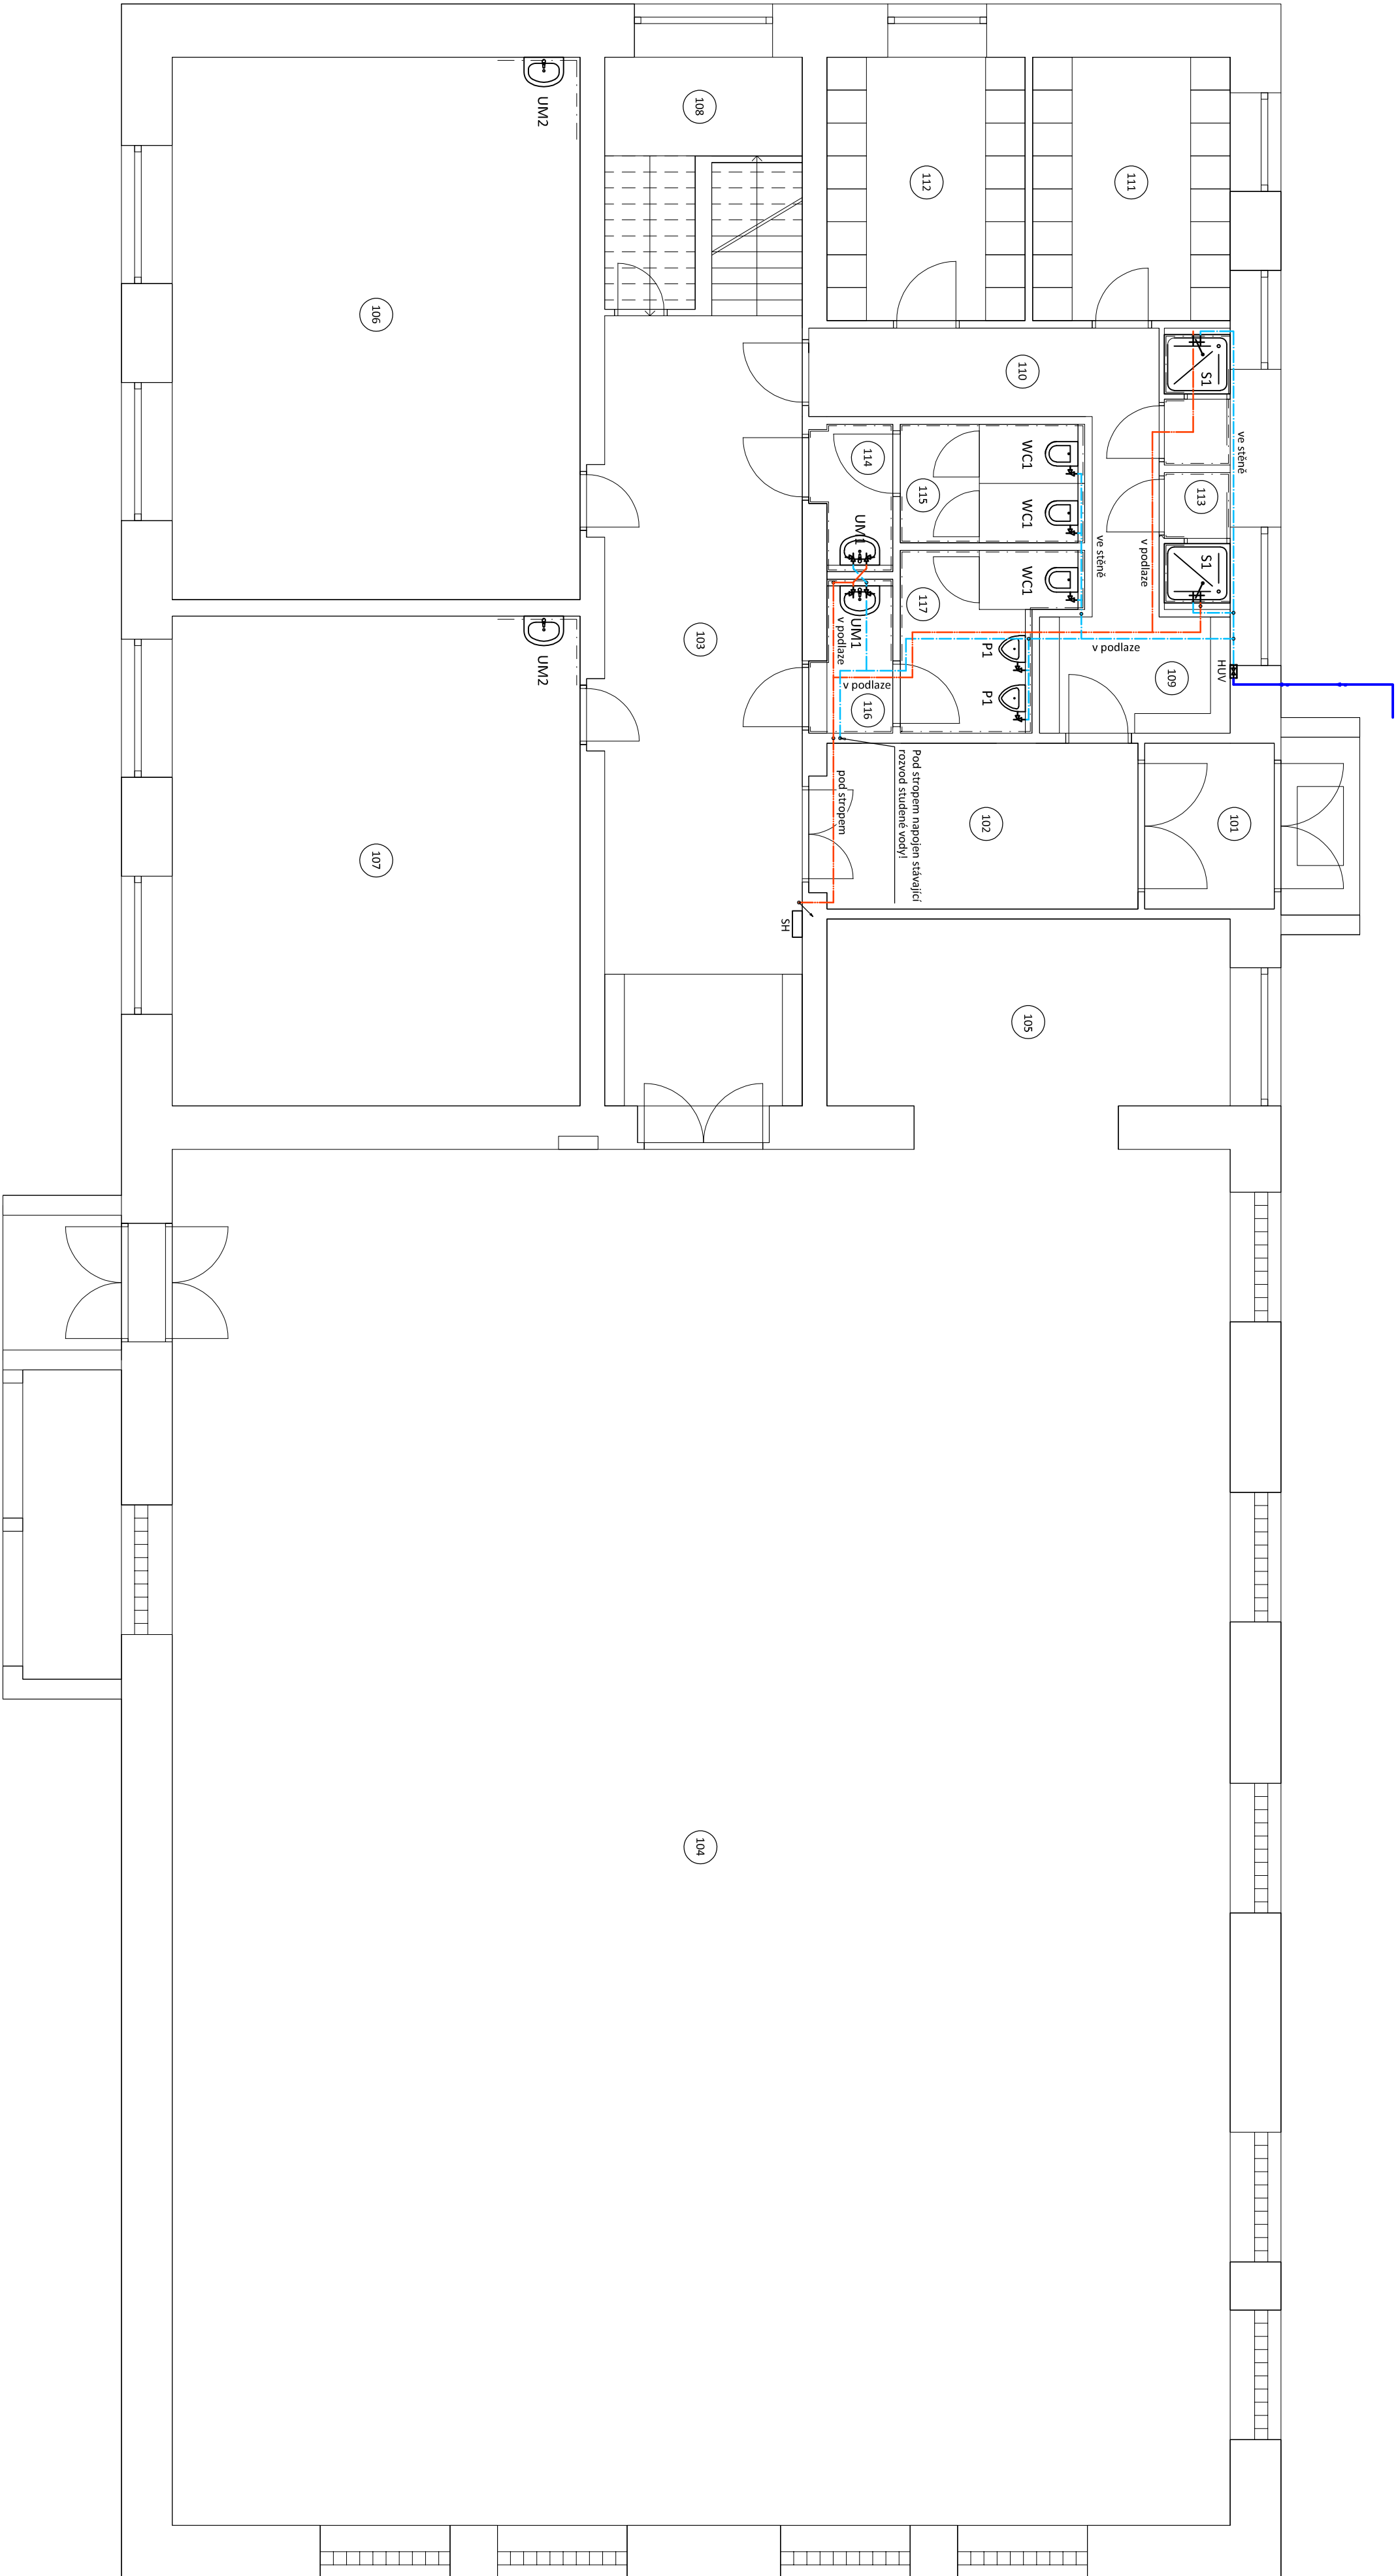 UM2
108
112
111
106
110
S1
ve stěně
114
WC1
115
WC1
113
UM1
ve stěně
v podlaze
S1
WC1
117
UM1
v podlaze
103
P1
v podlaze
UM2
P1
HUV
v podlaze
109
116
Pod stropem napojen stávající
rozvod studené vody!
pod stropem
102
101
107
SH
105
104